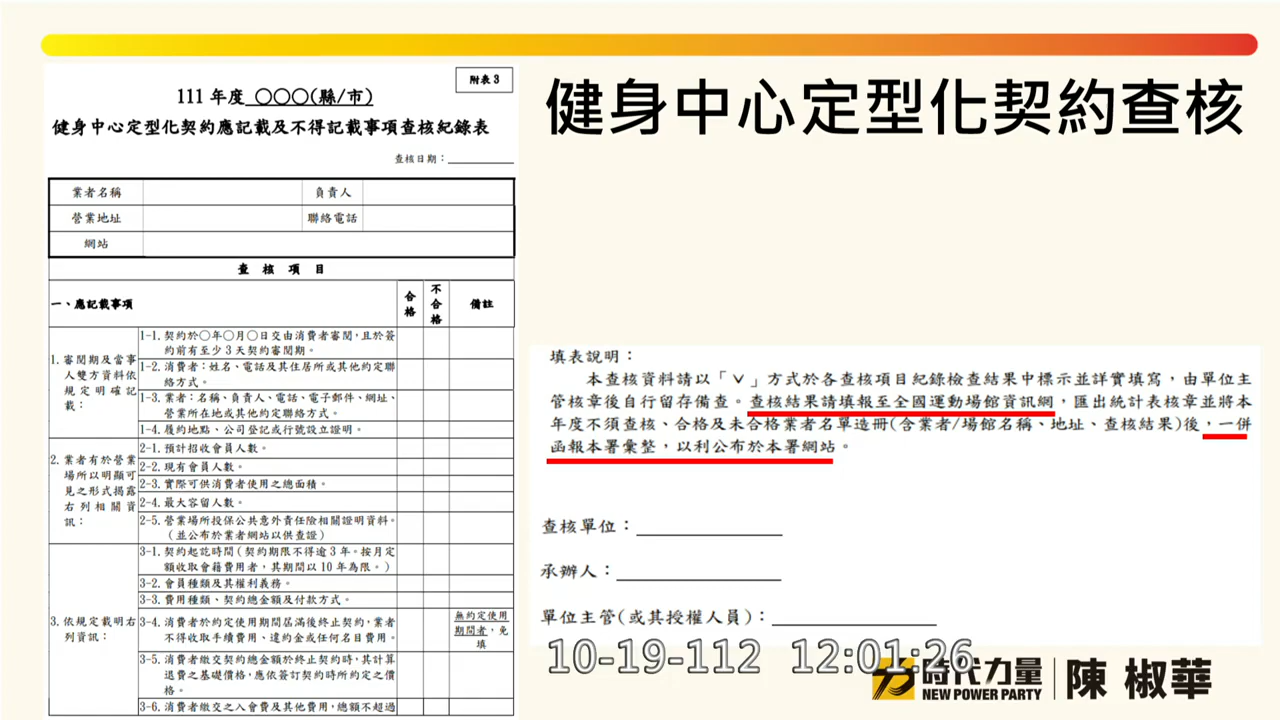 附表 3
111 年度 ○○○(縣/市)
健身中心定型化契約應記載及不得記載事項查核紀錄表
查核日期：
業者名稱
負責人
營業地址
聯絡電話
網站
查 核 項 目
一、應記載事項
合格
不合格
備註
1. 審閱期及當事
人雙方資料依
規定明確記
載：
1-1. 契約於○年○月○日交由消費者審閱，且於簽
約前有至少 3 天契約審閱期。
1-2. 消費者：姓名、電話及其住居所或其他約定聯
絡方式。
1-3. 業者：名稱、負責人、電話、電子郵件、網址、
營業所在地或其他約定聯絡方式。
1-4. 履約地點、公司登記或行號設立證明。
2. 業者有於營業
場所以明顯可
見之形式揭露
右列相關資
訊：
2-1. 預計招收會員人數。
2-2. 現有會員人數。
2-3. 實際可供消費者使用之總面積。
2-4. 最大容留人數。
2-5. 營業場所投保公共意外責任險相關證明資料。
（並公布於業者網站以供查證）
3. 依規定載明右
列資訊：
3-1. 契約起訖時間（契約期限不得逾 3 年。按月定
額收取會籍費用者，其期間以 10 年為限。）
3-2. 會員種類及其權利義務。
3-3. 費用種類、契約總金額及付款方式。
3-4. 消費者於約定使用期間屆滿後終止契約，業者
不得收取手續費用、違約金或任何名目費用。
無約定使用
期間者，免
填
3-5. 消費者繳交契約總金額於終止契約時，其計算
退費之基礎價格，應依簽訂契約時所約定之價
格。
3-6. 消費者繳交之入會費及其他費用，總額不超過
健身中心定型化契約查核
填表說明：
本查核資料請以「∨」方式於各查核項目紀錄檢查結果中標示並詳實填寫，由單位主
管核章後自行留存備查。查核結果請填報至全國運動場館資訊網，匯出統計表核章並將本
年度不須查核、合格及未合格業者名單造冊(含業者/場館名稱、地址、查核結果)後，一併
函報本署彙整，以利公布於本署網站。
查核單位：
承辦人：
單位主管(或其授權人員)：
10-19-112 12:01:26
時代力量
NEW POWER PARTY
陳 椒華